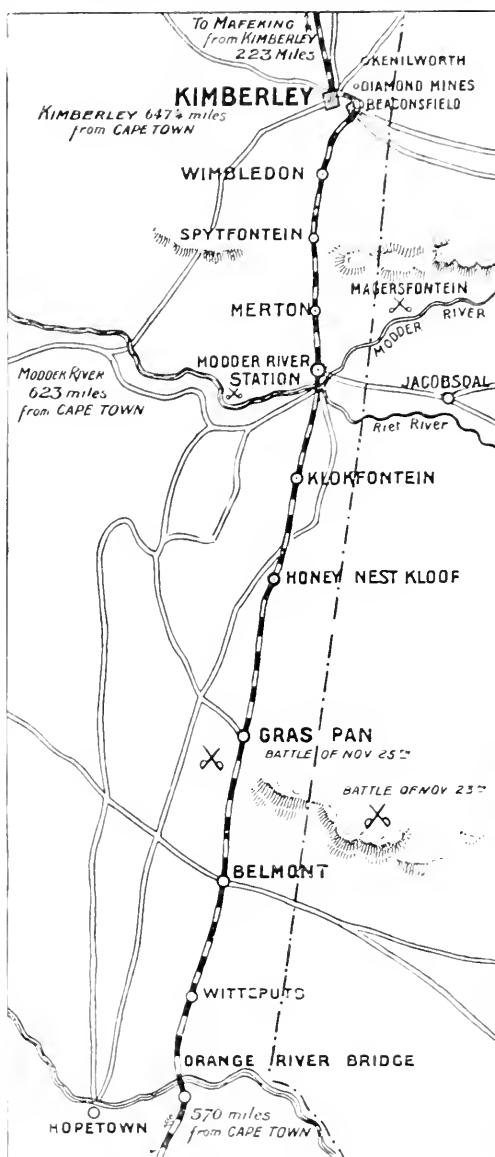 TO MAFEKING
from KIMBERLEY
223 Miles
KENILWORTH
DIAMOND MINES
KIMBERLEY
BEACONSFIELD
KIMBERLEY 647¼ miles
from CAPE TOWN
WIMBLEDON
SPYTFONTEIN
MAGERSFONTEIN
MERTON
MODDER RIVER
MODDER RIVER
STATION
MODDER RIVER
623 miles
from CAPE TOWN
JACOBSDAL
Riet River
KLOKFONTEIN
HONEY NEST KLOOF
GRAS PAN
BATTLE OF NOV 25TH
BATTLE OF NOV 23RD
BELMONT
WITTEPUTS
ORANGE RIVER BRIDGE
570 miles
from CAPE TOWN
HOPETOWN